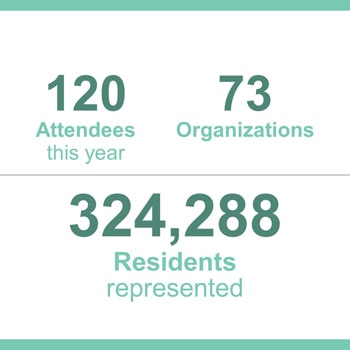 120 73
Attendees Organizations
this year
324,288
Residents
represented